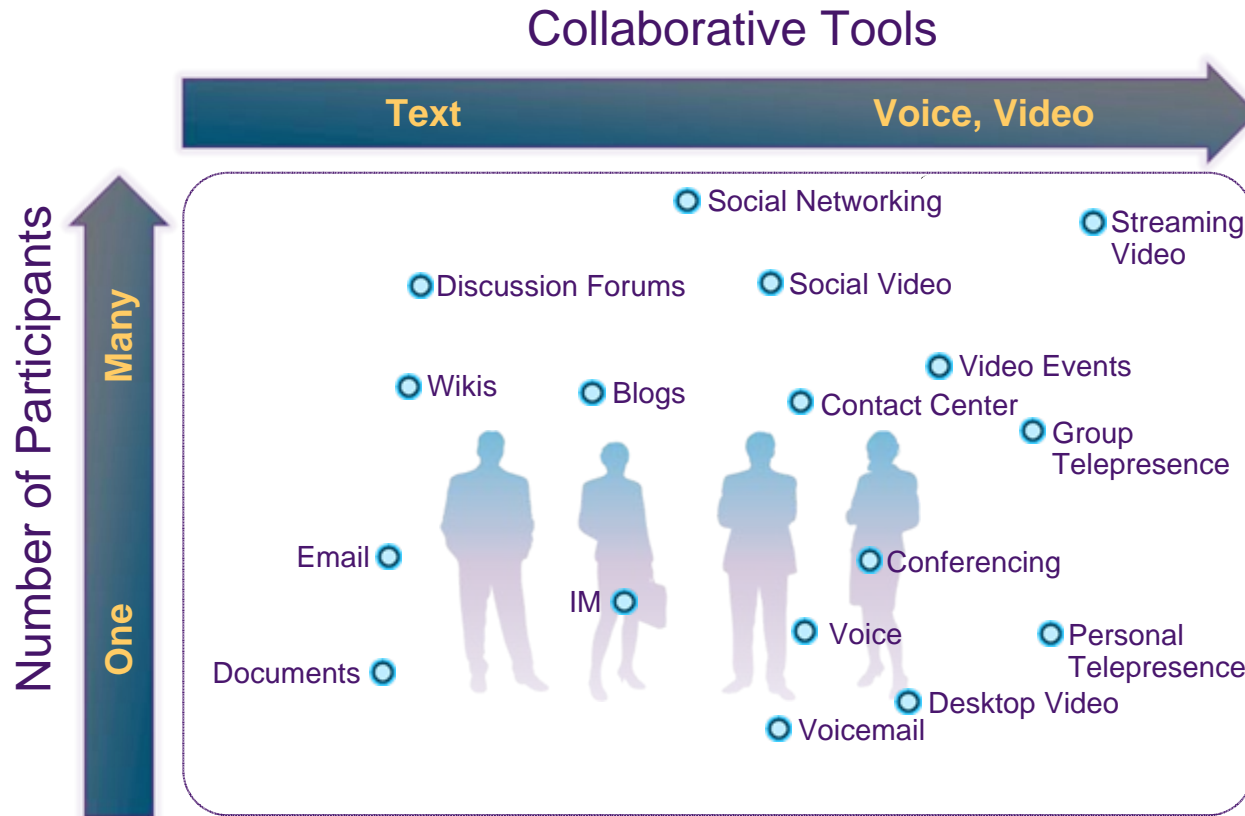 Collaborative Tools
Text
Voice, Video
Number of Participants
Many
One
Social Networking
Streaming
Video
Discussion Forums
Social Video
Video Events
Wikis
Blogs
Contact Center
Group
Telepresence
Email
Conferencing
IM
Voice
Personal
Telepresence
Documents
Desktop Video
Voicemail